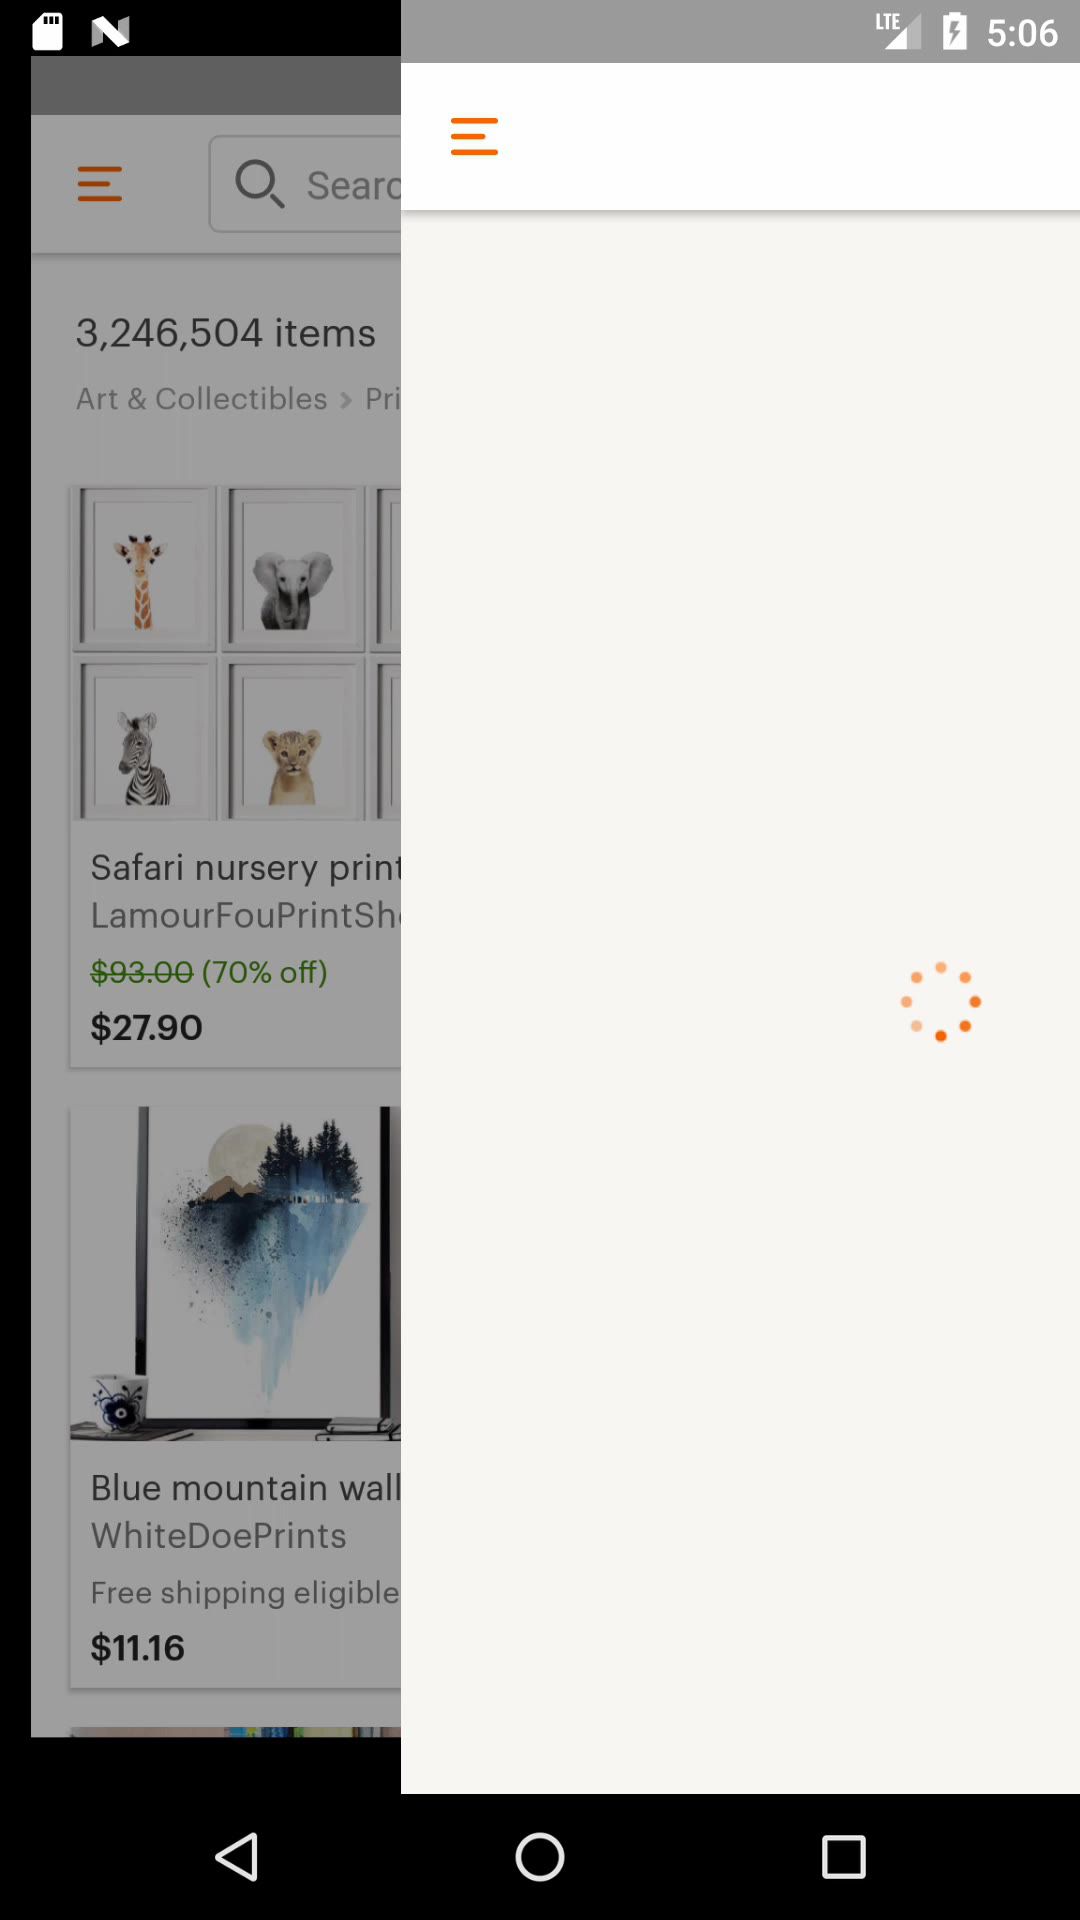 LTE 5:06
Searc
3,246,504 items
Art & Collectibles > Pri
Safari nursery print
LamourFouPrintSh
$93.00 (70% off)
$27.90
Blue mountain wall
WhiteDoePrints
Free shipping eligible
$11.16